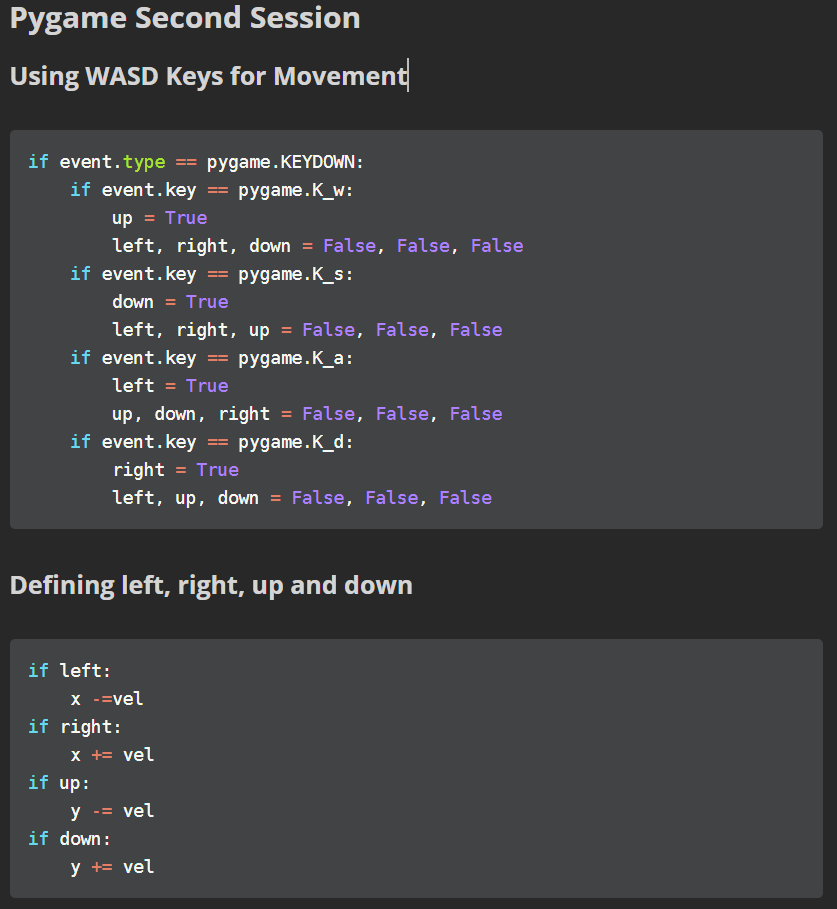 Pygame Second Session
Using WASD Keys for Movement
if event.type == pygame.KEYDOWN:
    if event.key == pygame.K_w:
        up = True
        left, right, down = False, False, False
    if event.key == pygame.K_s:
        down = True
        left, right, up = False, False, False
    if event.key == pygame.K_a:
        left = True
        up, down, right = False, False, False
    if event.key == pygame.K_d:
        right = True
        left, up, down = False, False, False
Defining left, right, up and down
if left:
    x -=vel
if right:
    x += vel
if up:
    y -= vel
if down:
    y += vel